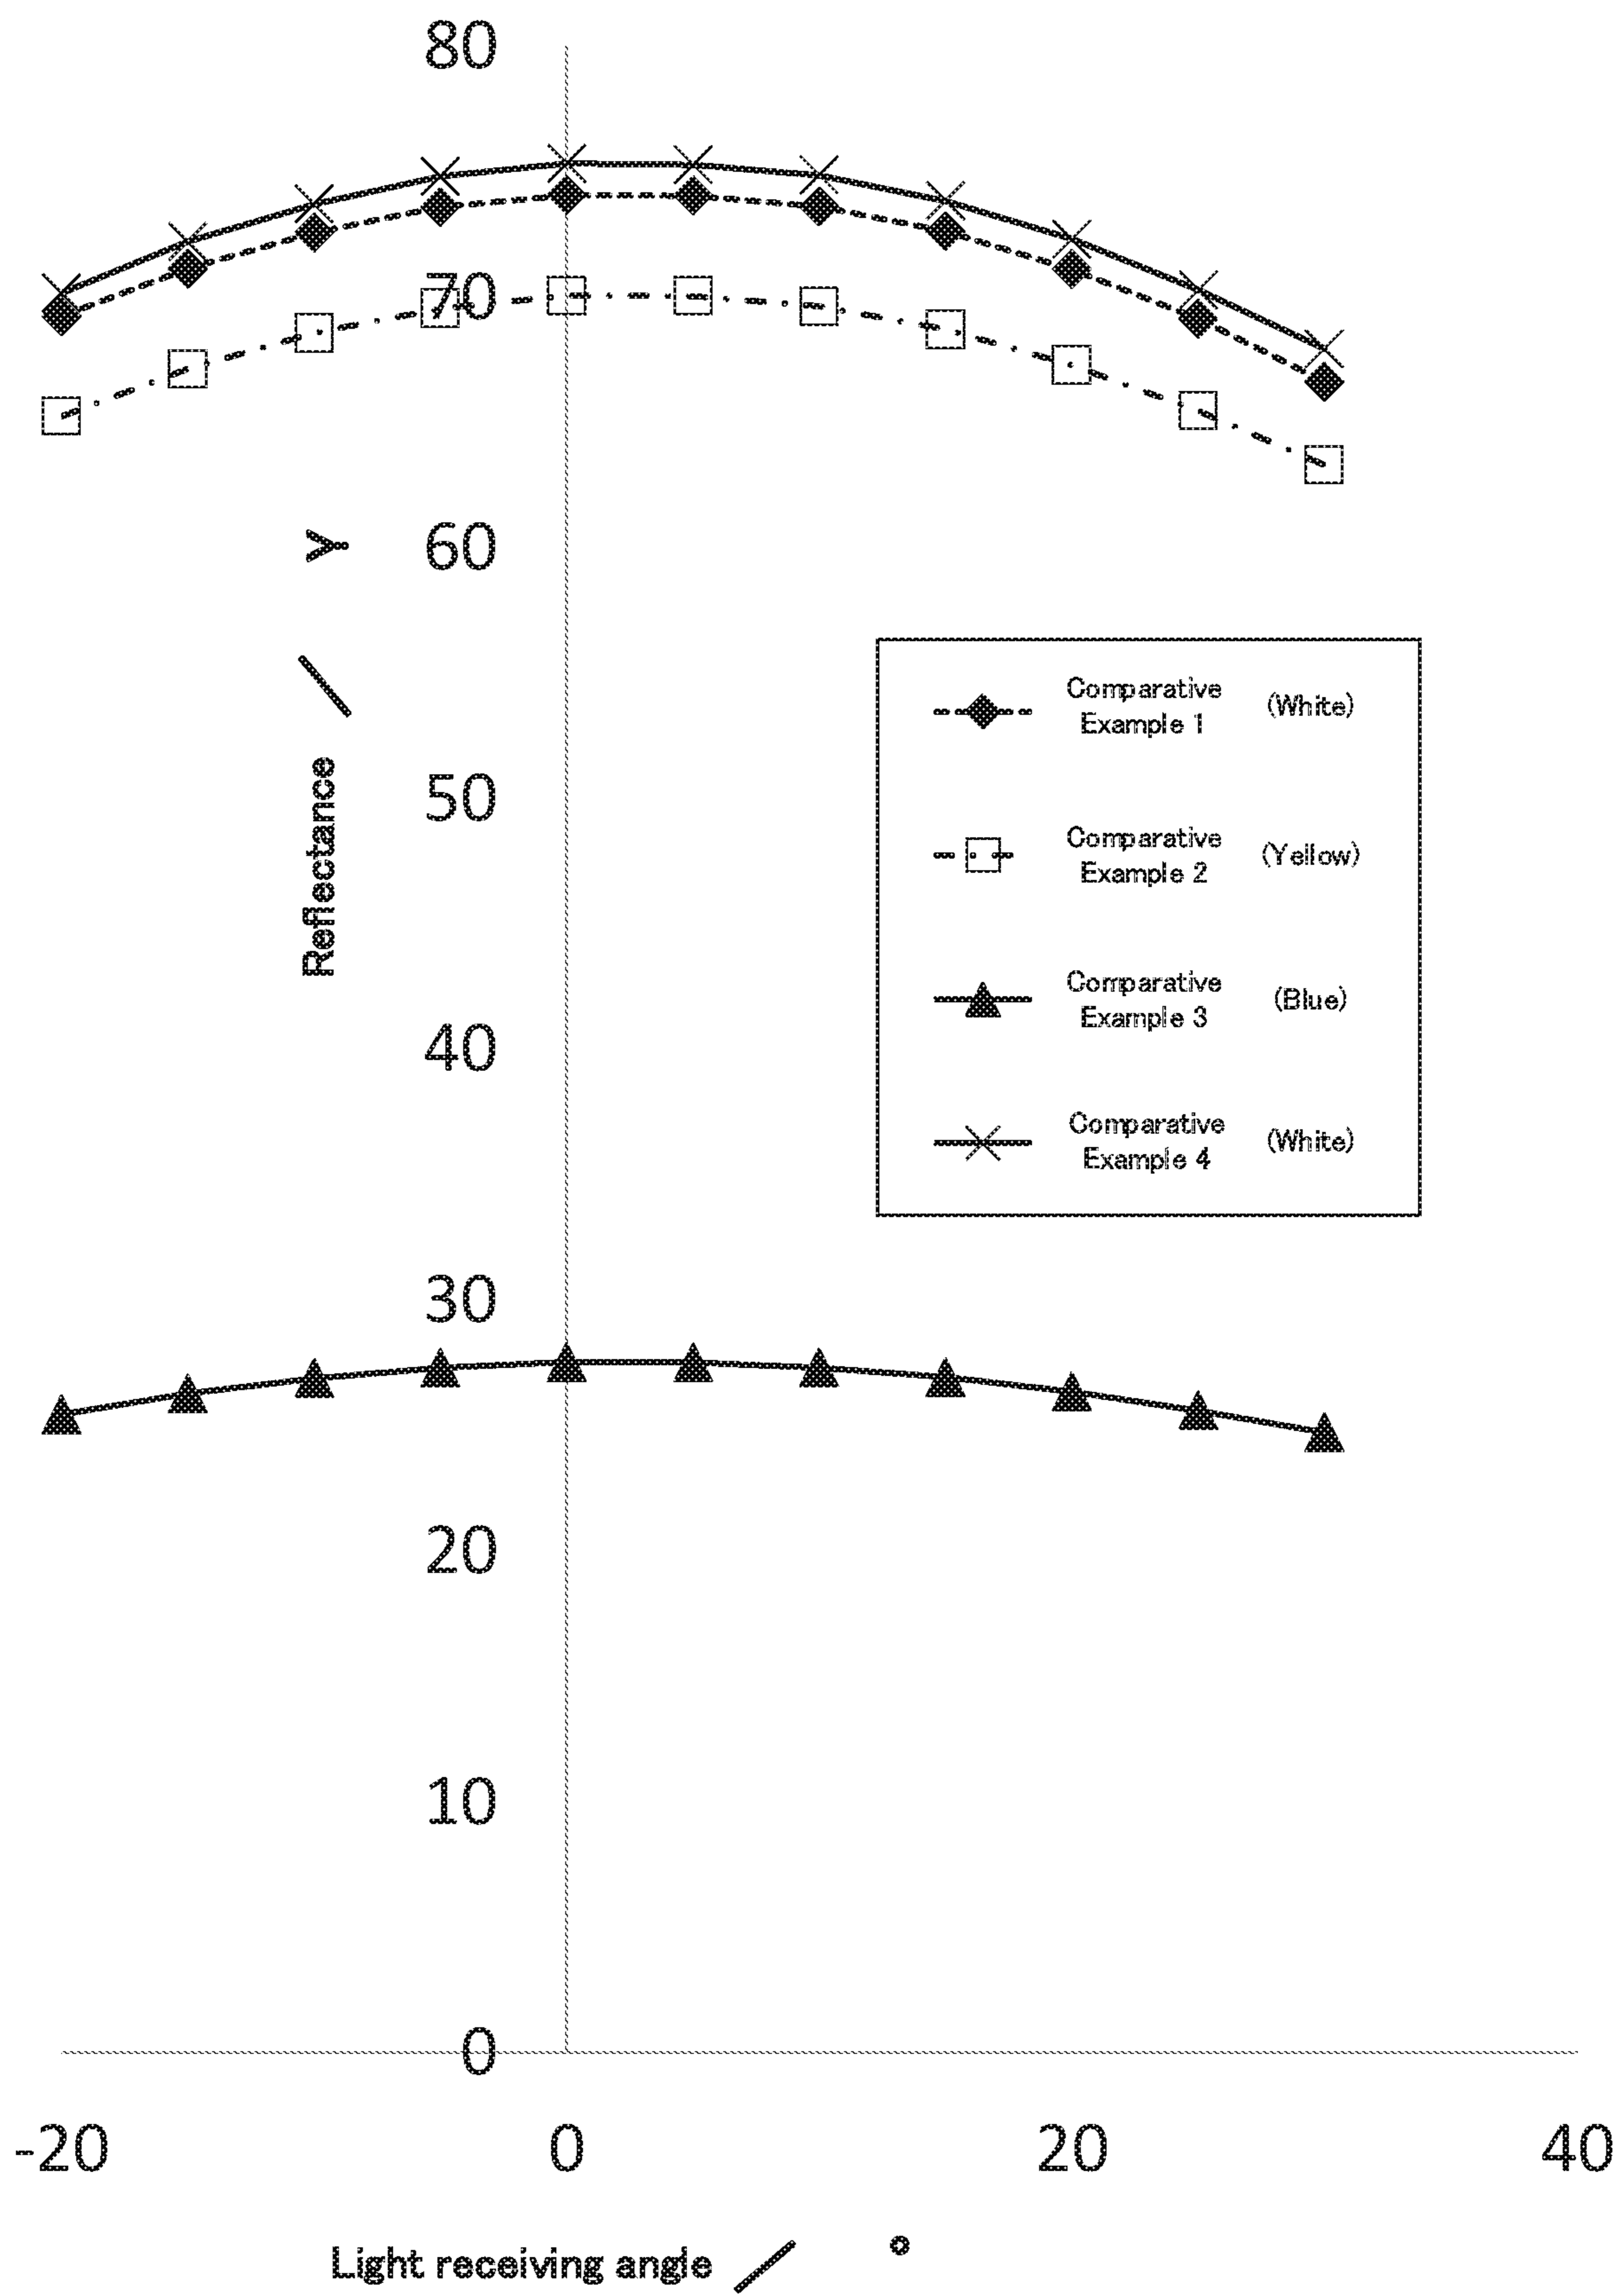 80
70
60
50
40
30
20
10
0
Reflectance / Y
Comparative
Example 1 (White)
Comparative
Example 2 (Yellow)
Comparative
Example 3 (Blue)
Comparative
Example 4 (White)
-20 0 20 40
Light receiving angle / °